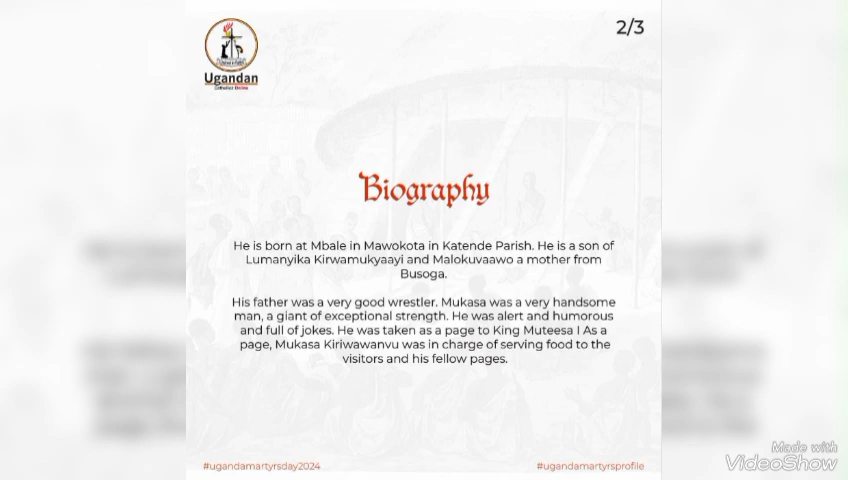 2/3
Ugandan
Catholics Online
Biography
He is born at Mbale in Mawokota in Katende Parish. He is a son of
Lumanyika Kirwamukyaayi and Malokuvaawo a mother from
Busoga.
His father was a very good wrestler. Mukasa was a very handsome
man, a giant of exceptional strength. He was alert and humorous
and full of jokes. He was taken as a page to King Muteesa I As a
page, Mukasa Kiriwawanvu was in charge of serving food to the
visitors and his fellow pages.
#ugandamartyrsday2024
#ugandamartyrsprofile
Made with
VideoShow